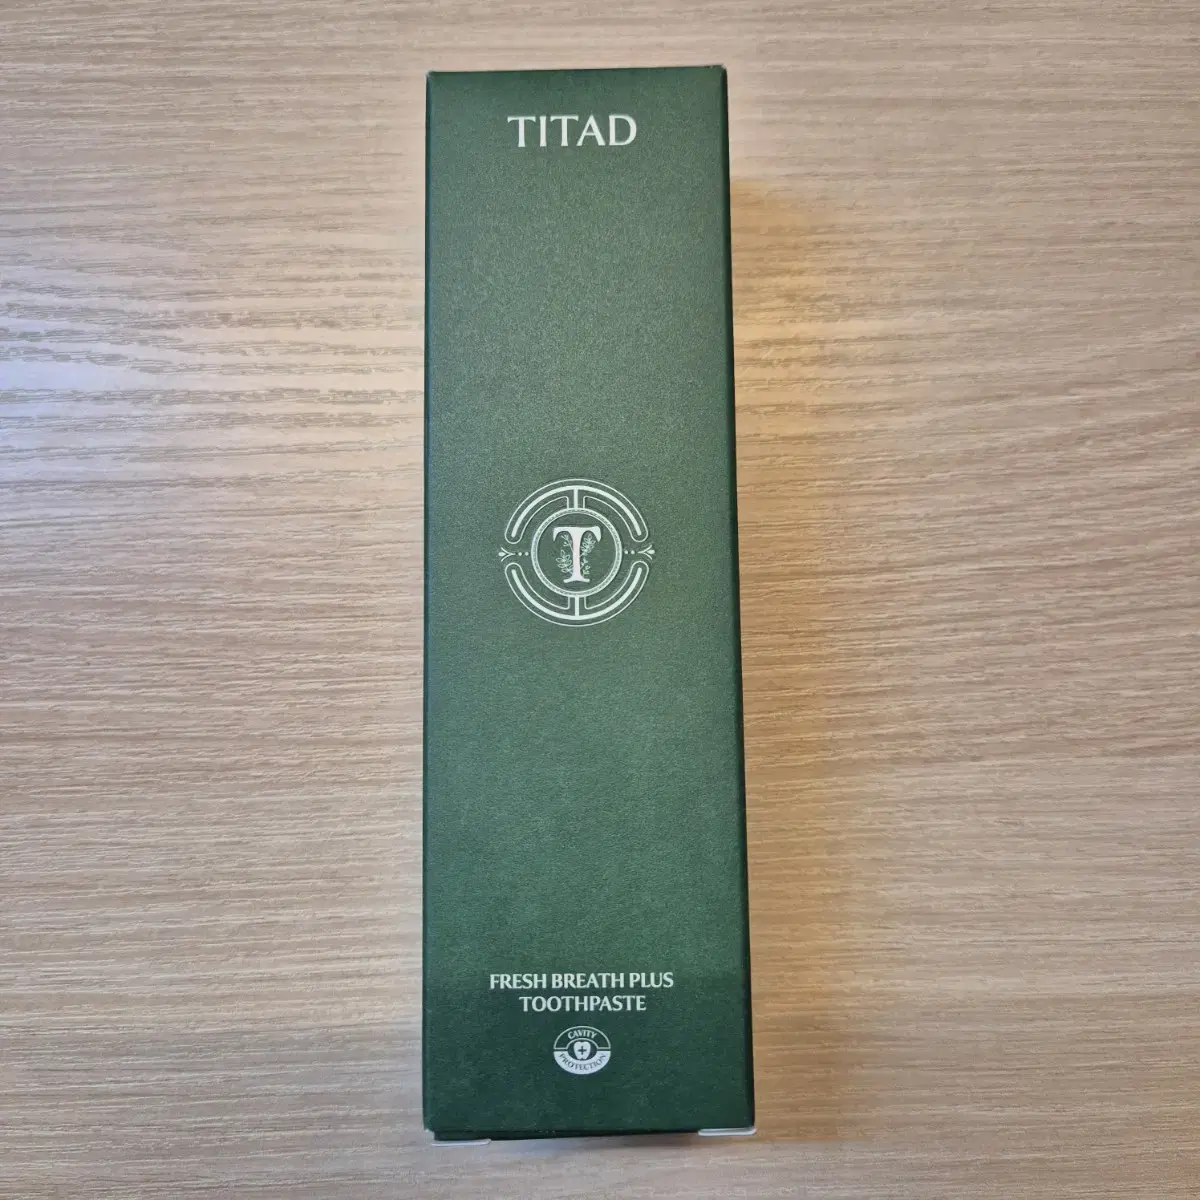 TITAD
T
FRESH BREATH PLUS
TOOTHPASTE
CAVITY
PROTECTION